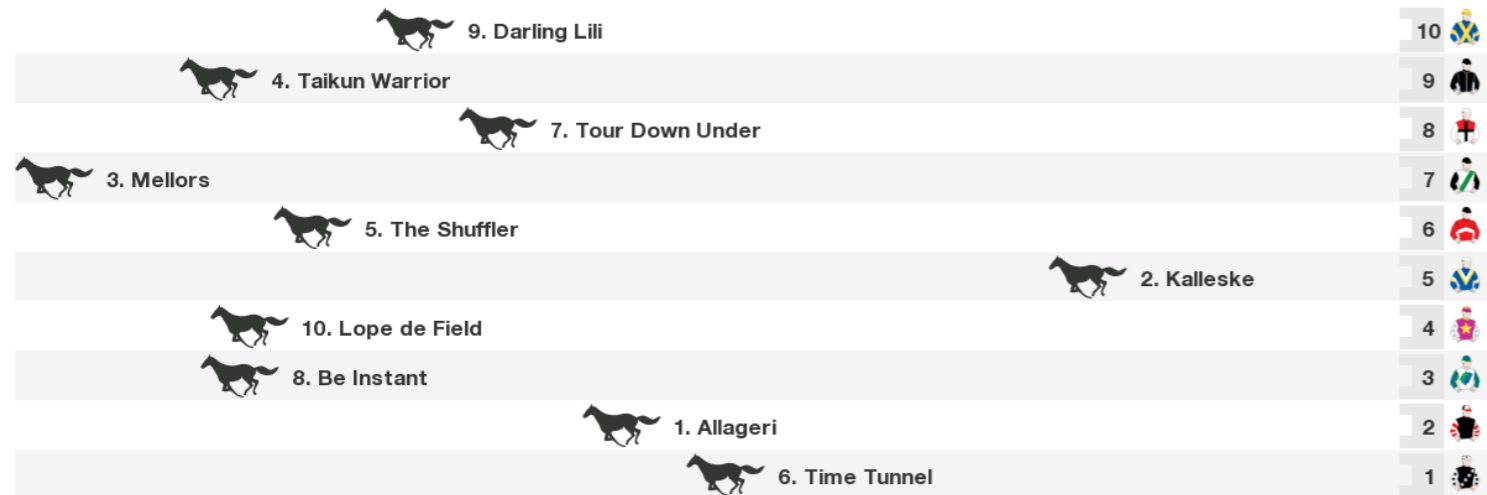 9. Darling Lili 10
4. Taikun Warrior 9
7. Tour Down Under 8
3. Mellors 7
5. The Shuffler 6
2. Kalleske 5
10. Lope de Field 4
8. Be Instant 3
1. Allageri 2
6. Time Tunnel 1